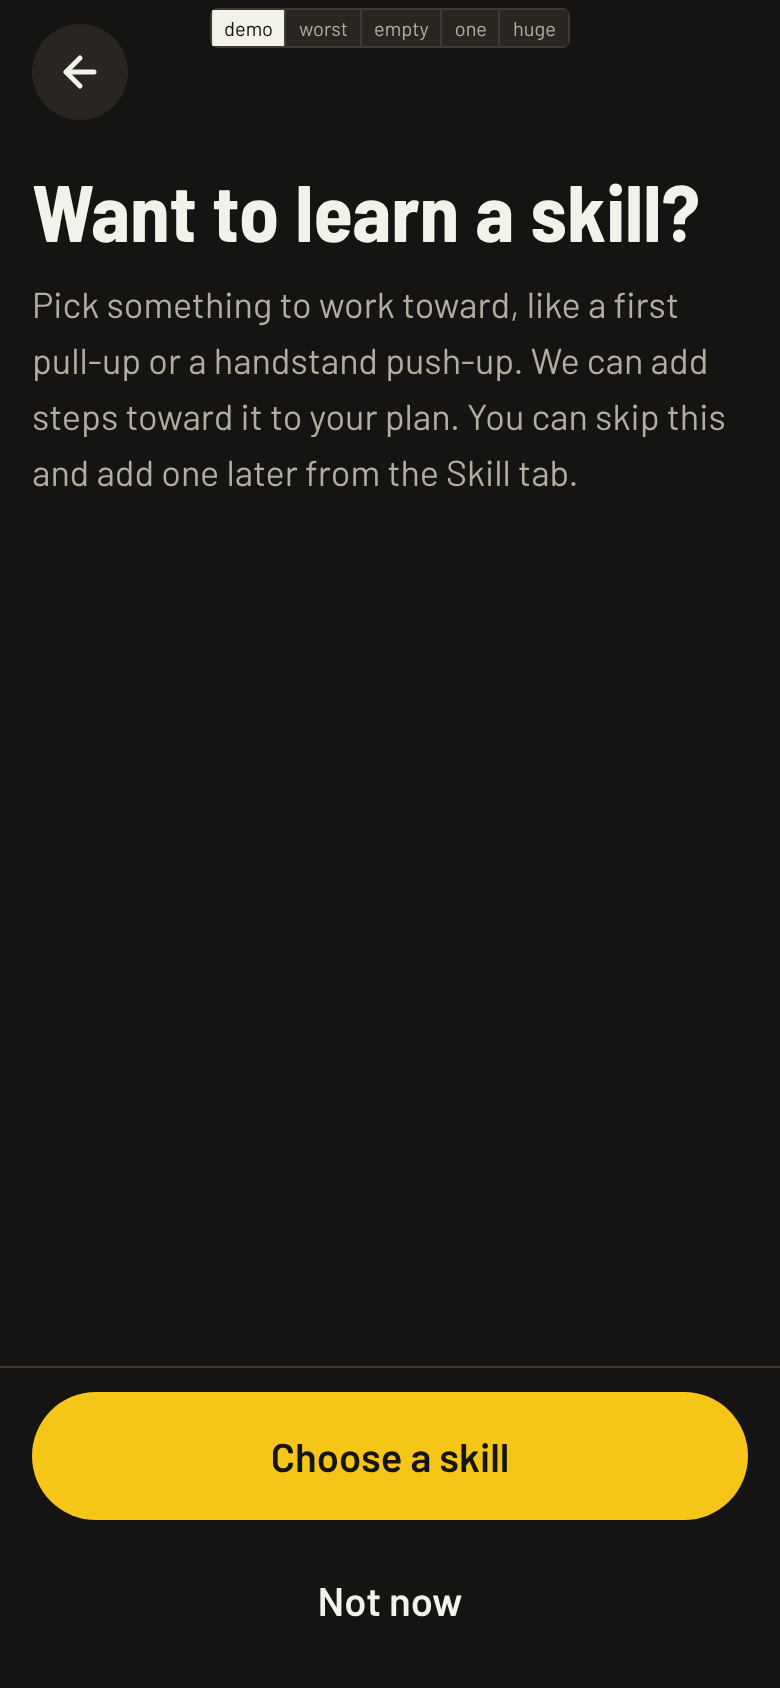 demo worst empty one huge
Want to learn a skill?
Pick something to work toward, like a first
pull-up or a handstand push-up. We can add
steps toward it to your plan. You can skip this
and add one later from the Skill tab.
Choose a skill
Not now